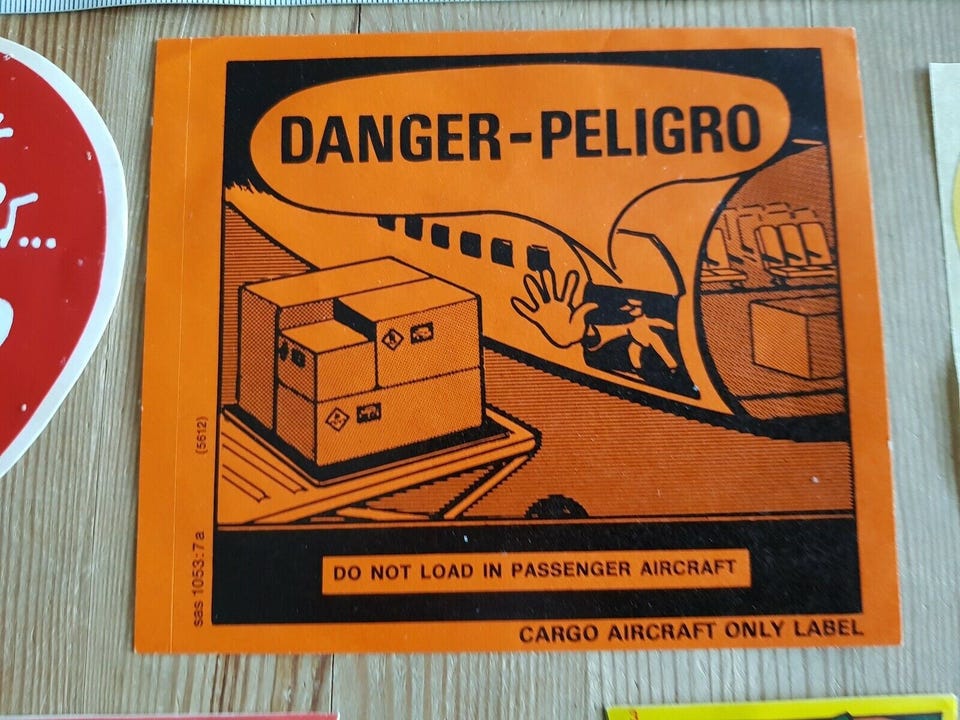 DANGER-PELIGRO
DO NOT LOAD IN PASSENGER AIRCRAFT
CARGO AIRCRAFT ONLY LABEL
sas 1053:7a
(5612)